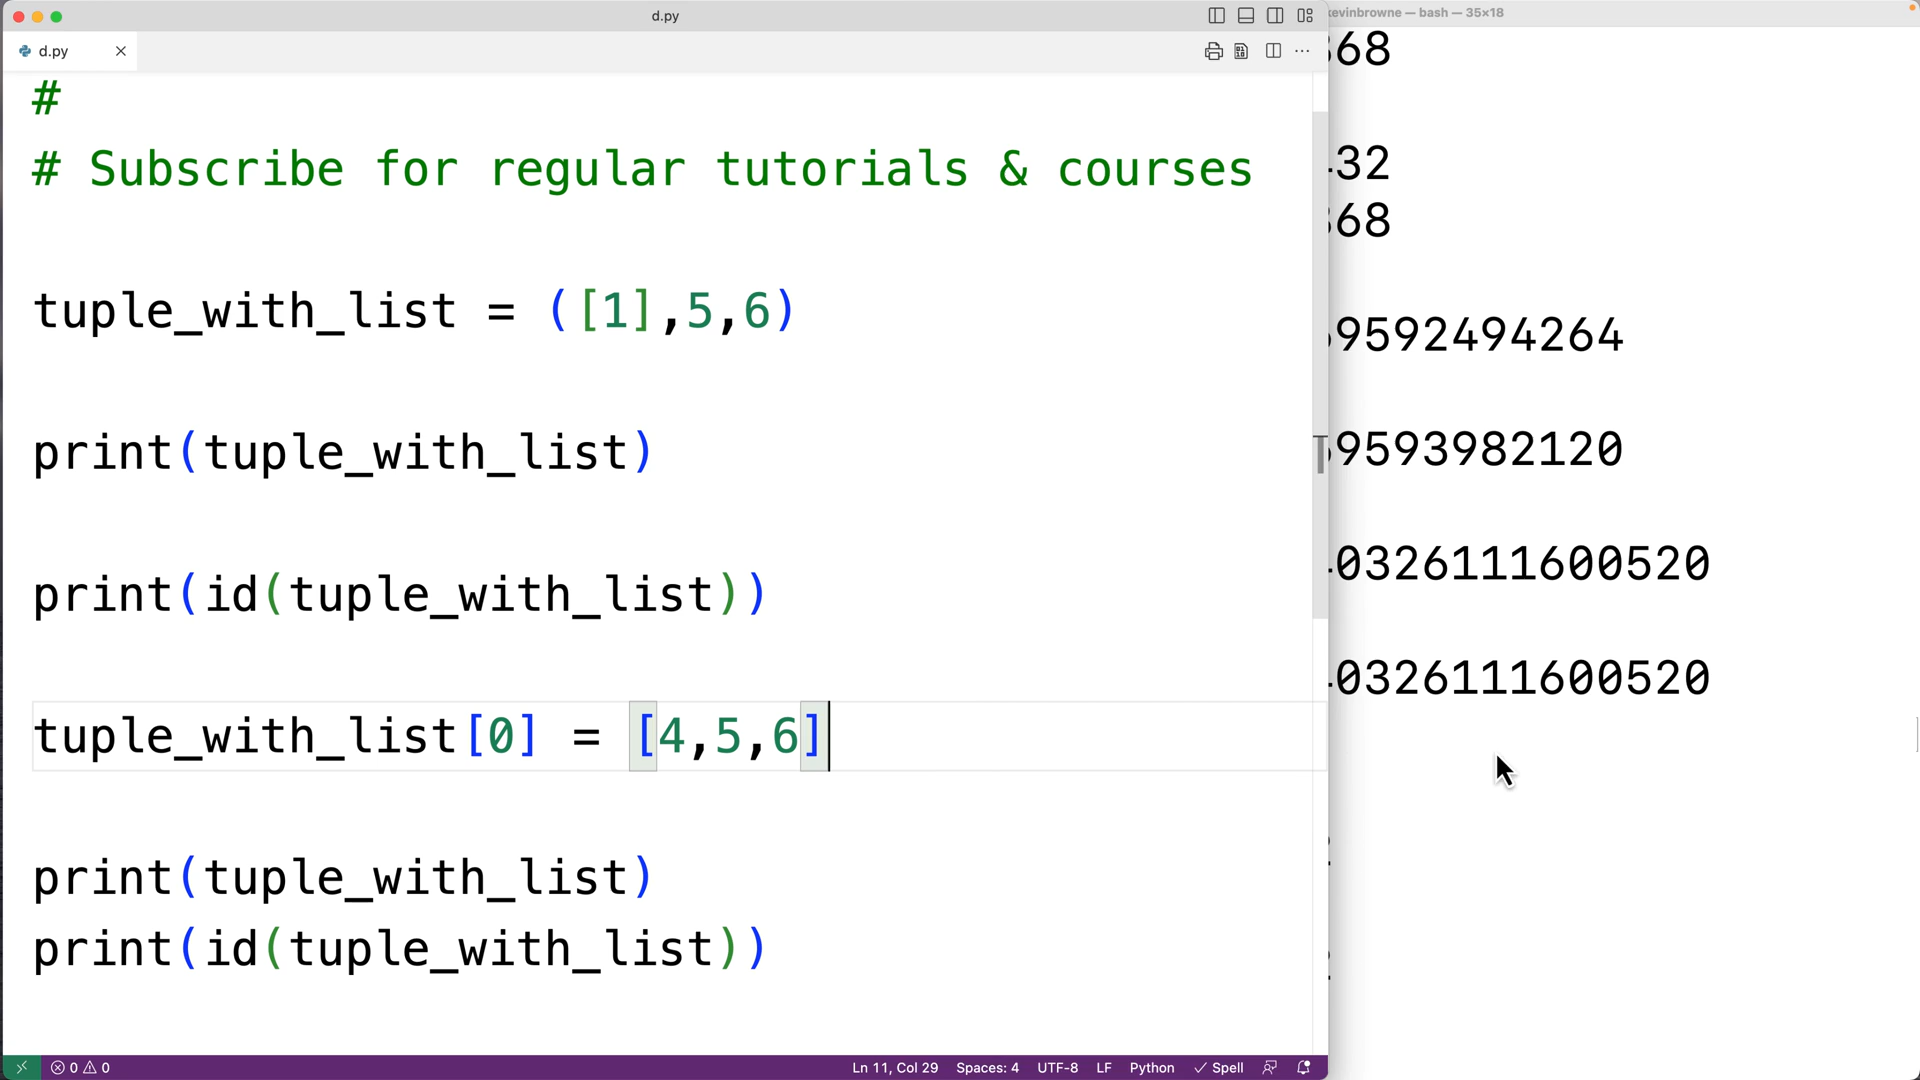 d.py
d.py
#
# Subscribe for regular tutorials & courses
tuple_with_list = ([1],5,6)
print(tuple_with_list)
print(id(tuple_with_list))
tuple_with_list[0] = [4,5,6]
print(tuple_with_list)
print(id(tuple_with_list))
0 0
Ln 11, Col 29 Spaces: 4 UTF-8 LF Python Spell
evinbrowne — bash — 35×18
68
32
68
9592494264
9593982120
0326111600520
0326111600520